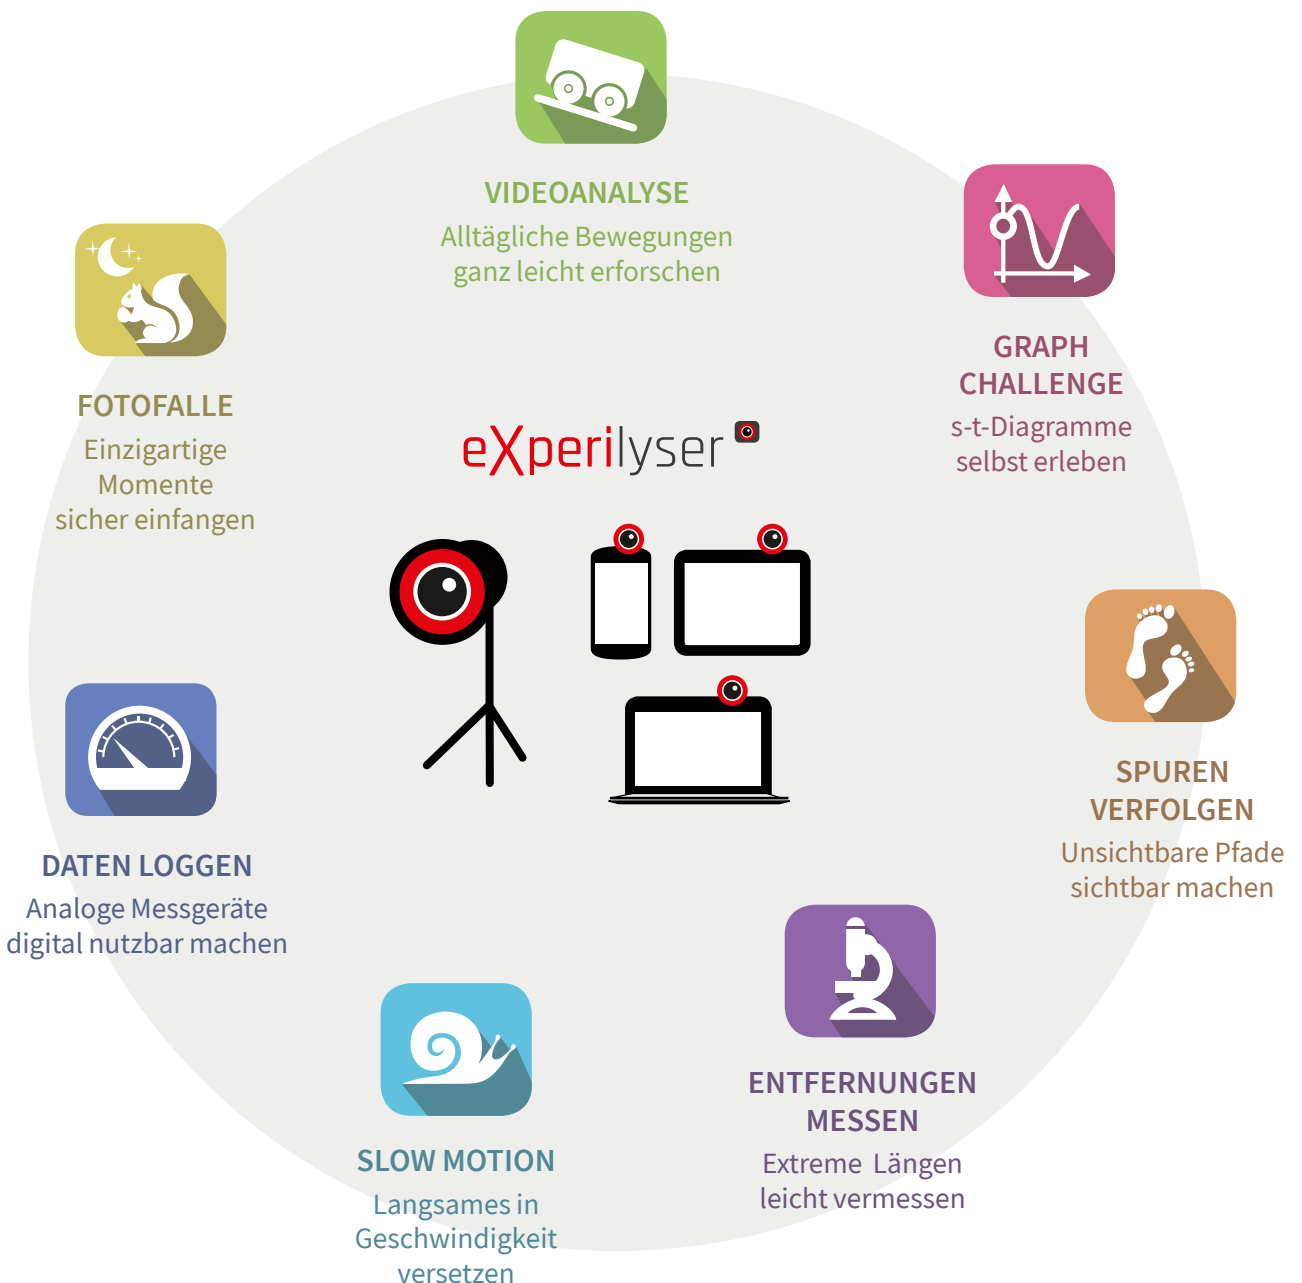 VIDEOANALYSE
Alltägliche Bewegungen
ganz leicht erforschen
GRAPH
CHALLENGE
s-t-Diagramme
selbst erleben
FOTOFALLE
Einzigartige
Momente
sicher einfangen
eXperilyser
SPUREN
VERFOLGEN
Unsichtbare Pfade
sichtbar machen
DATEN LOGGEN
Analoge Messgeräte
digital nutzbar machen
ENTFERNUNGEN
MESSEN
Extreme Längen
leicht vermessen
SLOW MOTION
Langsames in
Geschwindigkeit
versetzen